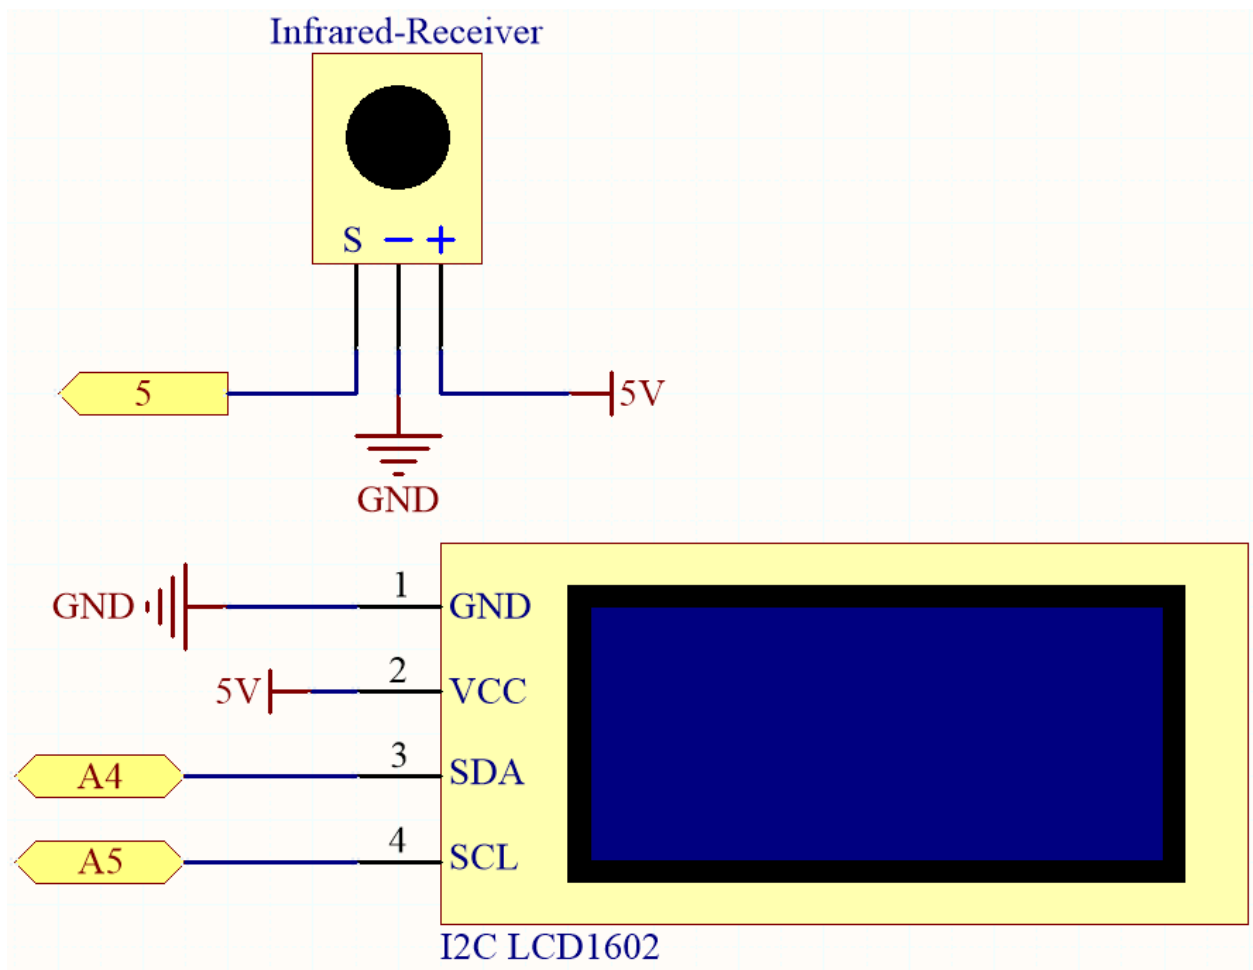 Infrared-Receiver
S − +
5
5V
GND
1
GND
GND
2
5V
VCC
3
A4
SDA
4
A5
SCL
I2C LCD1602